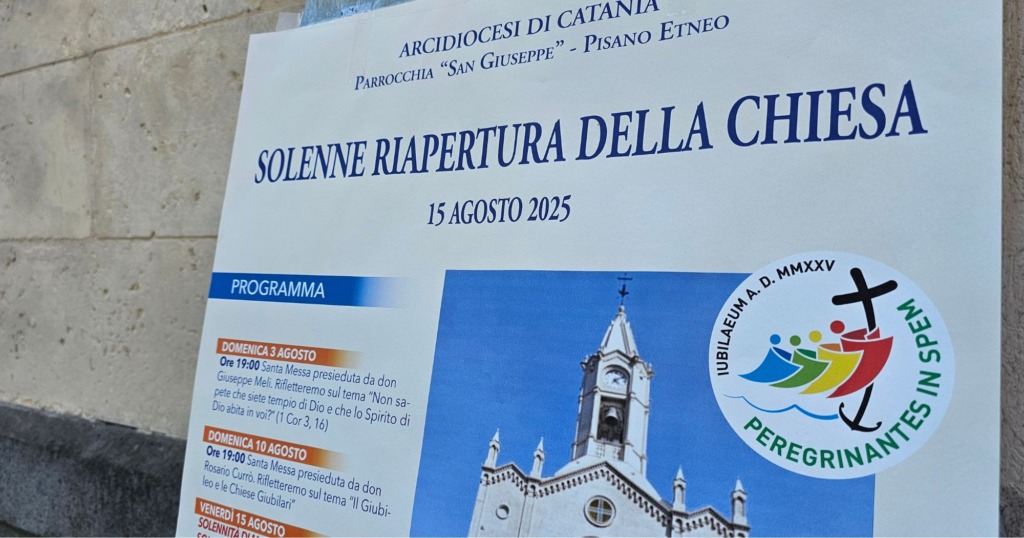 ARCIDIOCESI DI CATANIA
PARROCCHIA "SAN GIUSEPPE" - PISANO ETNEO
SOLENNE RIAPERTURA DELLA CHIESA
15 AGOSTO 2025
PROGRAMMA
DOMENICA 3 AGOSTO
Ore 19:00 Santa Messa presieduta da don
Giuseppe Meli. Rifletteremo sul tema "Non sa-
pete che siete tempio di Dio e che lo Spirito di
Dio abita in voi?" (1 Cor 3, 16)
DOMENICA 10 AGOSTO
Ore 19:00 Santa Messa presieduta da don
Rosario Currò. Rifletteremo sul tema "Il Giubi-
leo e le Chiese Giubilari"
VENERDÌ 15 AGOSTO
SOLENNITÀ DI
IUBILAEUM A. D. MMXXV
PEREGRINANTES IN SPEM